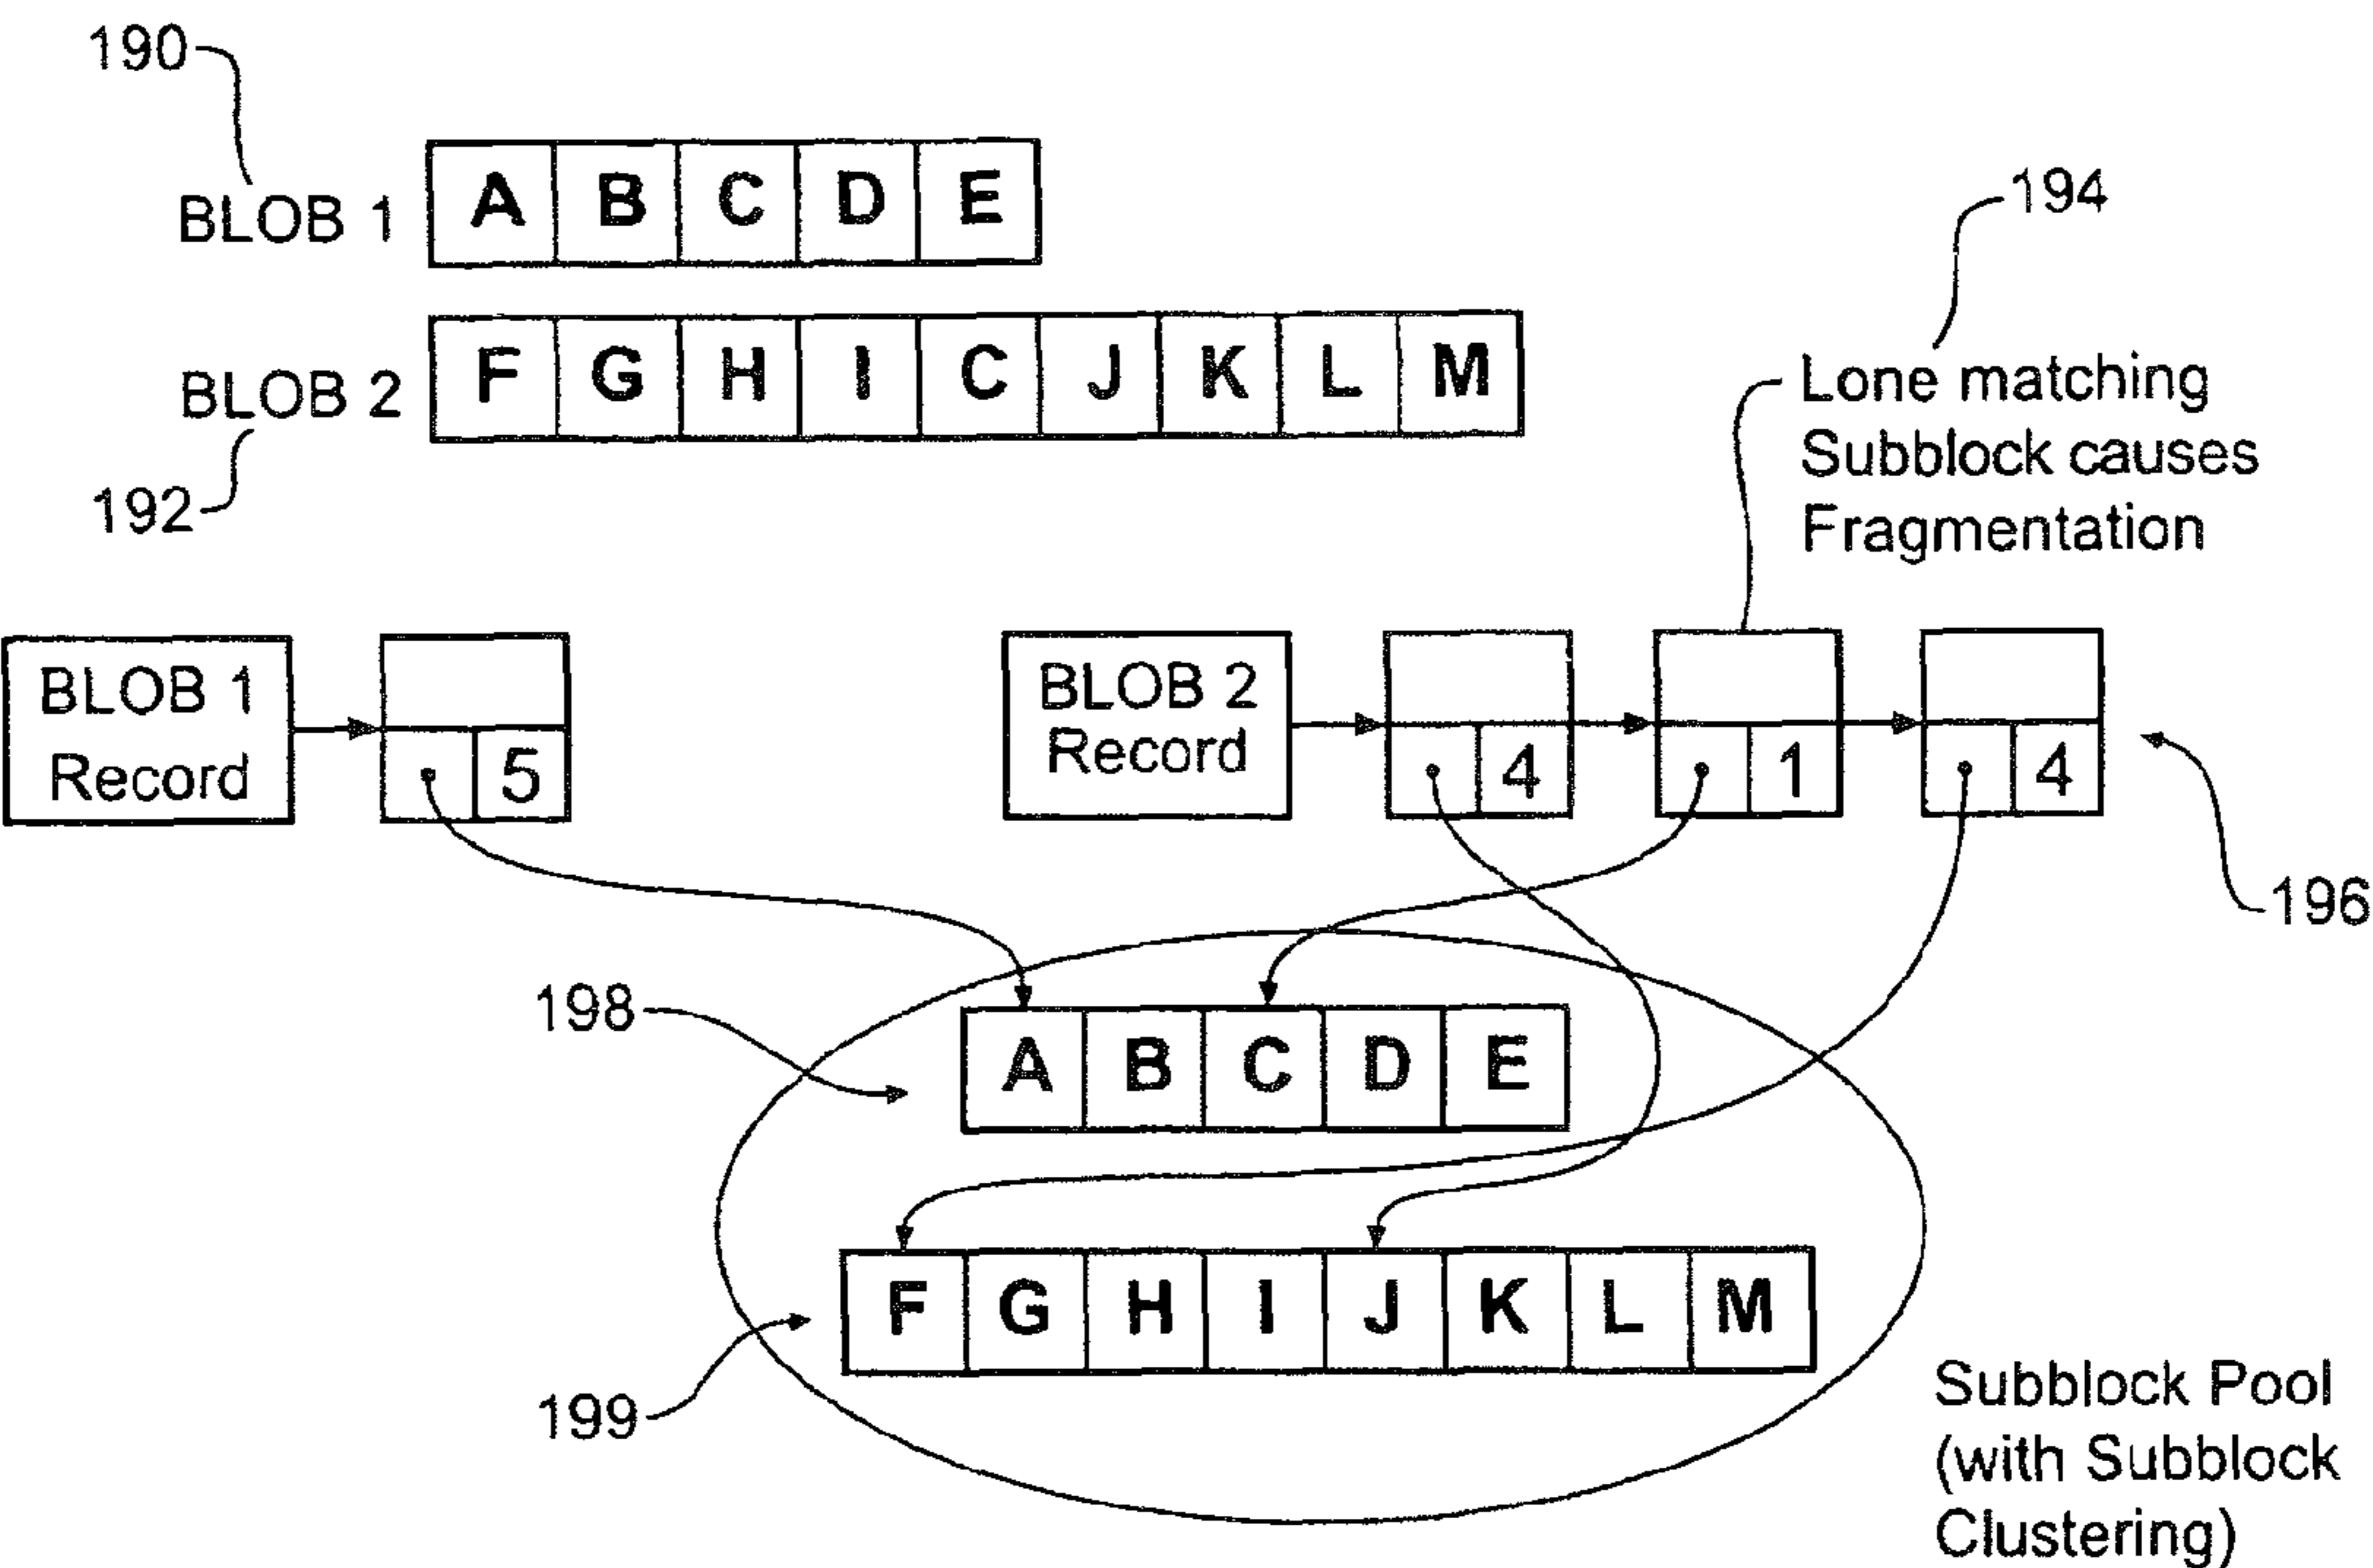 190
BLOB 1 A B C D E
194
BLOB 2 F G H I C J K L M
192
Lone matching
Subblock causes
Fragmentation
BLOB 1
Record
5
BLOB 2
Record
4
1
4
196
198
A B C D E
199
F G H I J K L M
Subblock Pool
(with Subblock
Clustering)